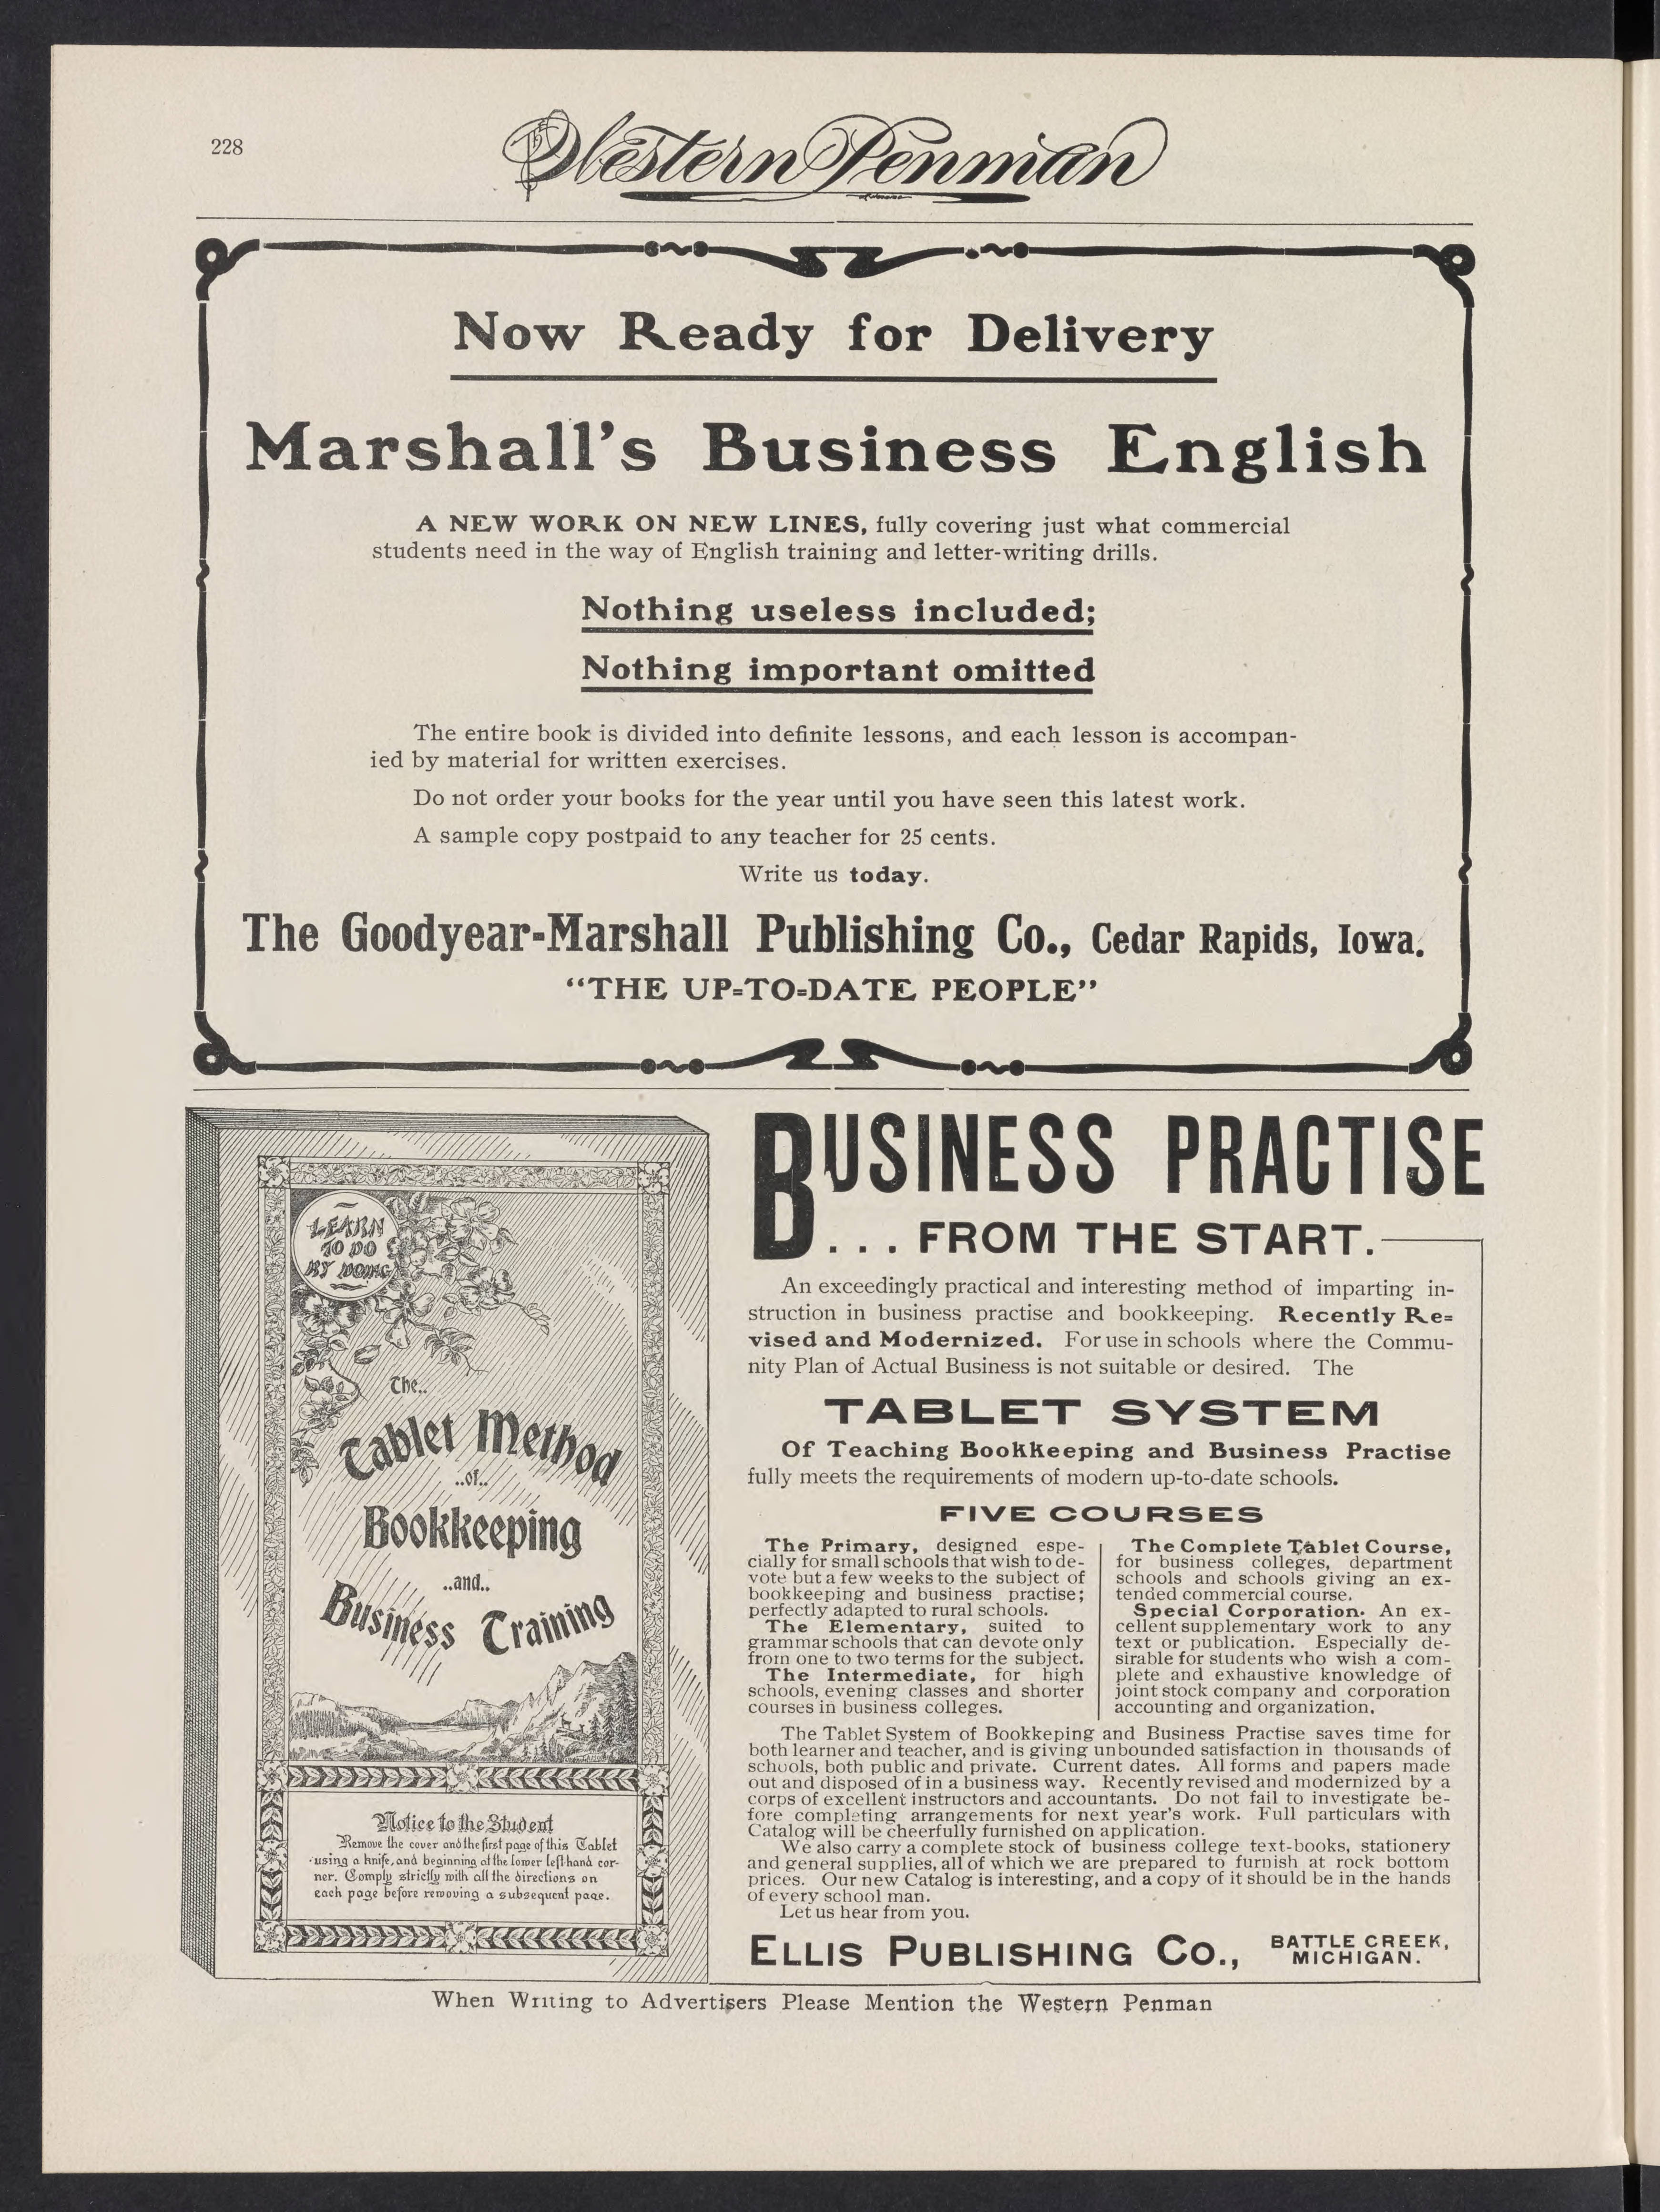 228
The Western Penman
Now Ready for Delivery
Marshall's Business English
A NEW WORK ON NEW LINES, fully covering just what commercial
students need in the way of English training and letter-writing drills.
Nothing useless included;
Nothing important omitted
The entire book is divided into definite lessons, and each lesson is accompan-
ied by material for written exercises.
Do not order your books for the year until you have seen this latest work.
A sample copy postpaid to any teacher for 25 cents.
Write us today.
The Goodyear-Marshall Publishing Co., Cedar Rapids, Iowa.
"THE UP-TO-DATE PEOPLE"
LEARN
TO DO
BY DOING
The..
Tablet Method
..of..
Bookkeeping
..and..
Business Training
Notice to the Student
Remove the cover and the first page of this Tablet
using a knife, and beginning at the lower left hand cor-
ner. Comply strictly with all the directions on
each page before removing a subsequent page.
BUSINESS PRACTISE
... FROM THE START.
An exceedingly practical and interesting method of imparting in-
struction in business practise and bookkeeping. Recently Re-
vised and Modernized. For use in schools where the Commu-
nity Plan of Actual Business is not suitable or desired. The
TABLET SYSTEM
Of Teaching Bookkeeping and Business Practise
fully meets the requirements of modern up-to-date schools.
FIVE COURSES
The Primary, designed espe-
cially for small schools that wish to de-
vote but a few weeks to the subject of
bookkeeping and business practise;
perfectly adapted to rural schools.
The Elementary, suited to
grammar schools that can devote only
from one to two terms for the subject.
The Intermediate, for high
schools, evening classes and shorter
courses in business colleges.
The Complete Tablet Course,
for business colleges, department
schools and schools giving an ex-
tended commercial course.
Special Corporation. An ex-
cellent supplementary work to any
text or publication. Especially de-
sirable for students who wish a com-
plete and exhaustive knowledge of
joint stock company and corporation
accounting and organization.
The Tablet System of Bookkeping and Business Practise saves time for
both learner and teacher, and is giving unbounded satisfaction in thousands of
schools, both public and private. Current dates. All forms and papers made
out and disposed of in a business way. Recently revised and modernized by a
corps of excellent instructors and accountants. Do not fail to investigate be-
fore completing arrangements for next year's work. Full particulars with
Catalog will be cheerfully furnished on application.
We also carry a complete stock of business college text-books, stationery
and general supplies, all of which we are prepared to furnish at rock bottom
prices. Our new Catalog is interesting, and a copy of it should be in the hands
of every school man.
Let us hear from you.
ELLIS PUBLISHING CO., BATTLE CREEK,
MICHIGAN.
When Writing to Advertisers Please Mention the Western Penman